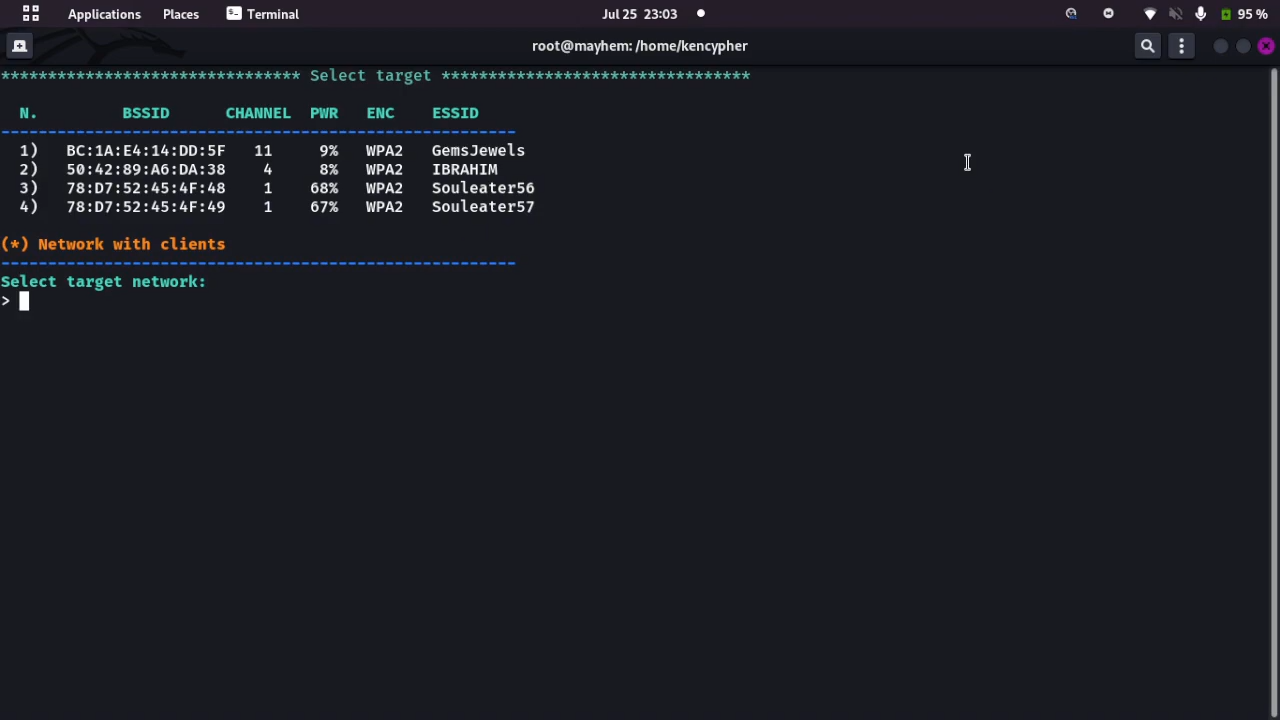 Applications Places Terminal Jul 25 23:03 95 %
root@mayhem: /home/kencypher
******************************** Select target *********************************
N. BSSID CHANNEL PWR ENC ESSID
-------------------------------------------------------
1) BC:1A:E4:14:DD:5F 11 9% WPA2 GemsJewels
2) 50:42:89:A6:DA:38 4 8% WPA2 IBRAHIM
3) 78:D7:52:45:4F:48 1 68% WPA2 Souleater56
4) 78:D7:52:45:4F:49 1 67% WPA2 Souleater57
(*) Network with clients
-------------------------------------------------------
Select target network:
>